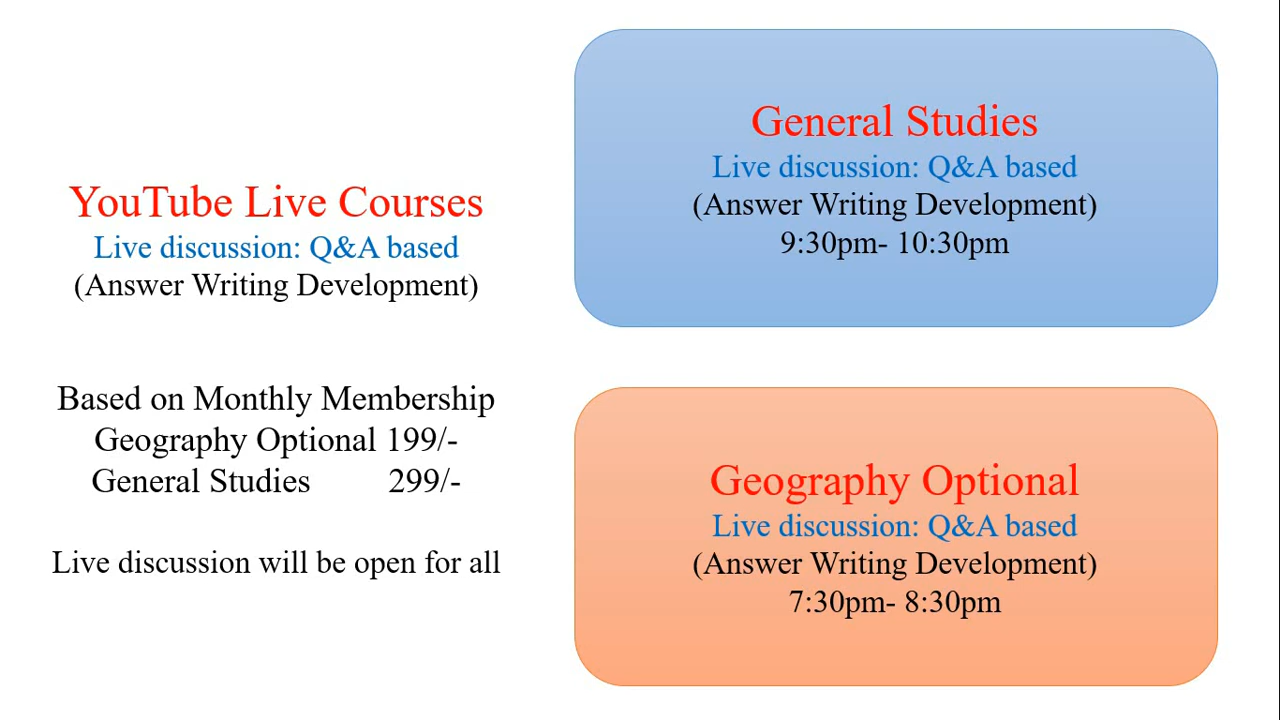 YouTube Live Courses
Live discussion: Q&A based
(Answer Writing Development)
Based on Monthly Membership
Geography Optional 199/-
General Studies 299/-
Live discussion will be open for all
General Studies
Live discussion: Q&A based
(Answer Writing Development)
9:30pm- 10:30pm
Geography Optional
Live discussion: Q&A based
(Answer Writing Development)
7:30pm- 8:30pm